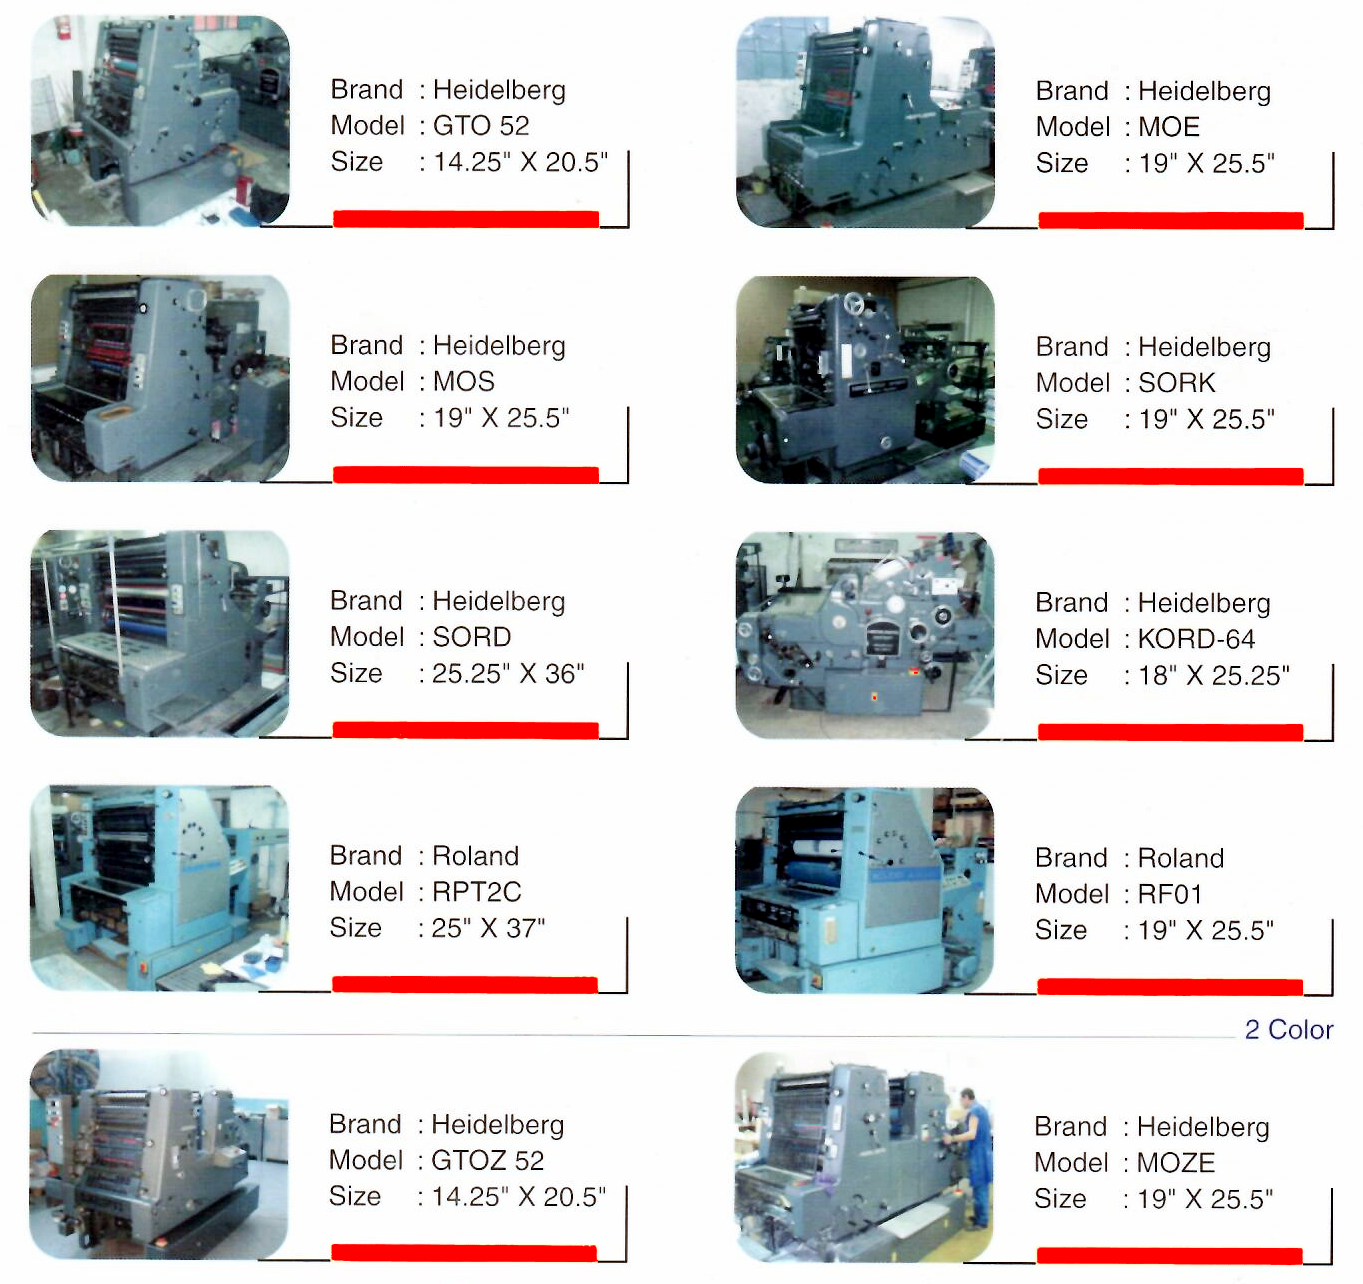 Brand : Heidelberg
Model : GTO 52
Size : 14.25" X 20.5"
Brand : Heidelberg
Model : MOE
Size : 19" X 25.5"
Brand : Heidelberg
Model : MOS
Size : 19" X 25.5"
Brand : Heidelberg
Model : SORK
Size : 19" X 25.5"
Brand : Heidelberg
Model : SORD
Size : 25.25" X 36"
Brand : Heidelberg
Model : KORD-64
Size : 18" X 25.25"
Brand : Roland
Model : RPT2C
Size : 25" X 37"
Brand : Roland
Model : RF01
Size : 19" X 25.5"
2 Color
Brand : Heidelberg
Model : GTOZ 52
Size : 14.25" X 20.5"
Brand : Heidelberg
Model : MOZE
Size : 19" X 25.5"